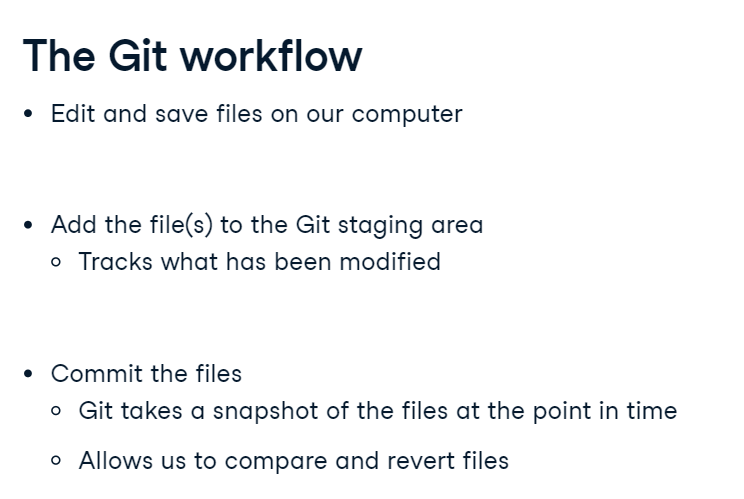 The Git workflow
• Edit and save files on our computer
• Add the file(s) to the Git staging area
○ Tracks what has been modified
• Commit the files
○ Git takes a snapshot of the files at the point in time
○ Allows us to compare and revert files